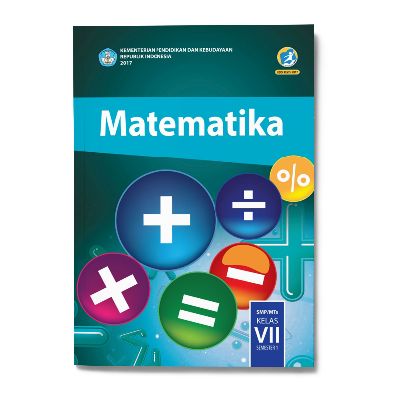 KEMENTERIAN PENDIDIKAN DAN KEBUDAYAAN
REPUBLIK INDONESIA
2017
Matematika
%
+
÷
−
×
=
SMP/MTs
KELAS
VII
SEMESTER 1